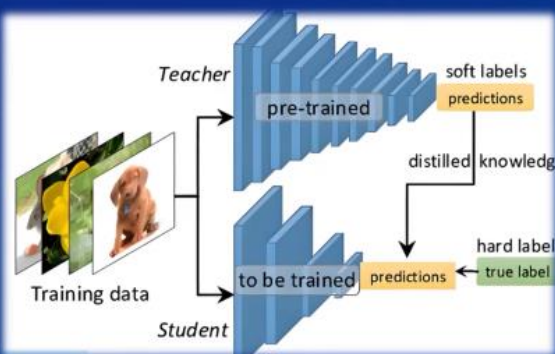 Teacher
pre-trained
soft labels
predictions
distilled knowledg
Training data
to be trained
predictions
hard label
true label
Student